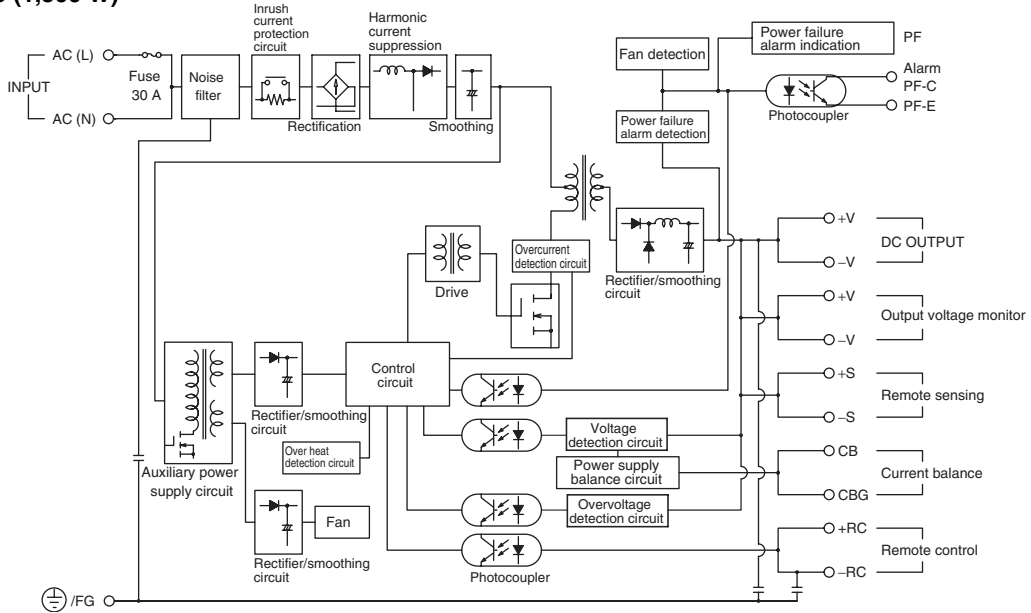 Inrush
current
protection
circuit
Harmonic
current
suppression
Power failure
alarm indication
PF
Fan detection
AC (L)
INPUT
AC (N)
Fuse
30 A
Noise
filter
Rectification
Smoothing
Alarm
PF-C
PF-E
Photocoupler
Power failure
alarm detection
Overcurrent
detection circuit
Drive
Rectifier/smoothing
circuit
+V
DC OUTPUT
–V
+V
Output voltage monitor
–V
Control
circuit
Rectifier/smoothing
circuit
+S
Remote sensing
–S
Over heat
detection circuit
Voltage
detection circuit
Power supply
balance circuit
CB
Current balance
CBG
Auxiliary power
supply circuit
Overvoltage
detection circuit
Fan
Rectifier/smoothing
circuit
Photocoupler
+RC
Remote control
–RC
/FG